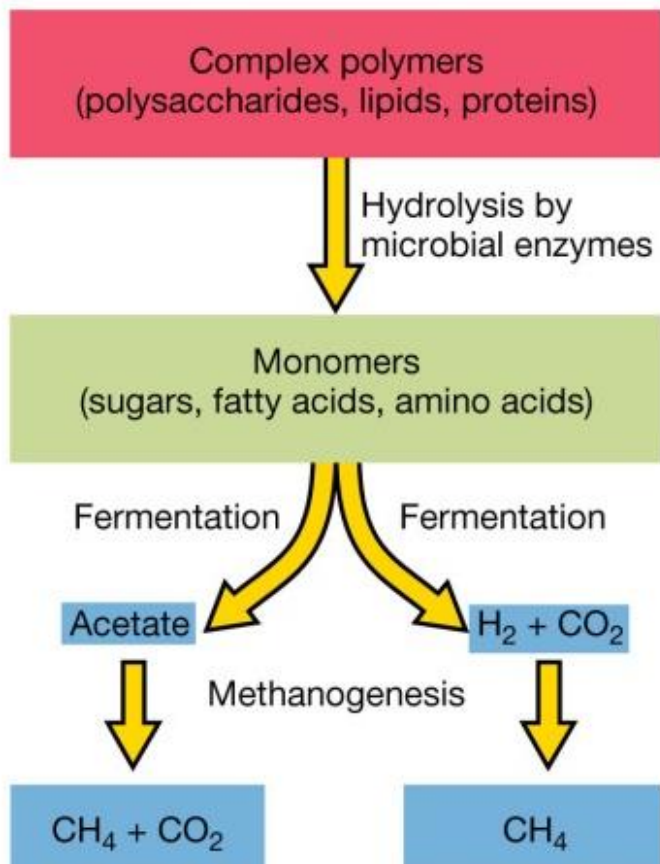 Complex polymers
(polysaccharides, lipids, proteins)
Hydrolysis by
microbial enzymes
Monomers
(sugars, fatty acids, amino acids)
Fermentation
Fermentation
Acetate
H₂ + CO₂
Methanogenesis
CH₄ + CO₂
CH₄